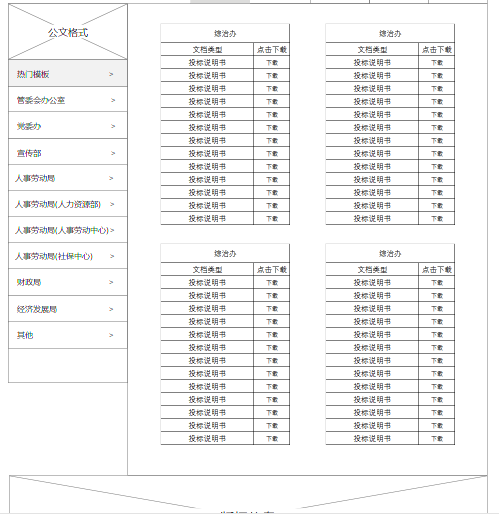 公文格式
热门模板 >
管委会办公室 >
党委办 >
宣传部 >
人事劳动局 >
人事劳动局(人力资源部) >
人事劳动局(人事劳动中心) >
人事劳动局(社保中心) >
财政局 >
经济发展局 >
其他 >
综治办
文档类型 点击下载
投标说明书 下载
投标说明书 下载
投标说明书 下载
投标说明书 下载
投标说明书 下载
投标说明书 下载
投标说明书 下载
投标说明书 下载
投标说明书 下载
投标说明书 下载
投标说明书 下载
投标说明书 下载
投标说明书 下载
综治办
文档类型 点击下载
投标说明书 下载
投标说明书 下载
投标说明书 下载
投标说明书 下载
投标说明书 下载
投标说明书 下载
投标说明书 下载
投标说明书 下载
投标说明书 下载
投标说明书 下载
投标说明书 下载
投标说明书 下载
投标说明书 下载
综治办
文档类型 点击下载
投标说明书 下载
投标说明书 下载
投标说明书 下载
投标说明书 下载
投标说明书 下载
投标说明书 下载
投标说明书 下载
投标说明书 下载
投标说明书 下载
投标说明书 下载
投标说明书 下载
投标说明书 下载
投标说明书 下载
综治办
文档类型 点击下载
投标说明书 下载
投标说明书 下载
投标说明书 下载
投标说明书 下载
投标说明书 下载
投标说明书 下载
投标说明书 下载
投标说明书 下载
投标说明书 下载
投标说明书 下载
投标说明书 下载
投标说明书 下载
投标说明书 下载